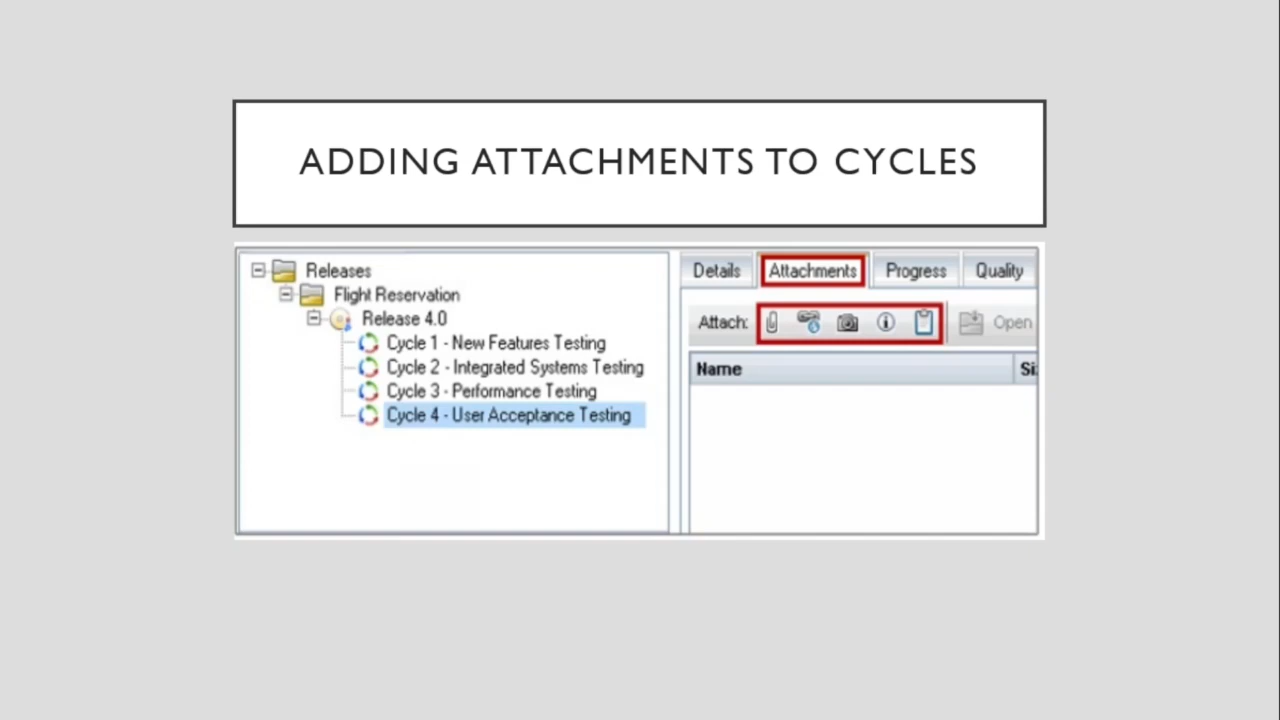 ADDING ATTACHMENTS TO CYCLES
Releases
Flight Reservation
Release 4.0
Cycle 1 - New Features Testing
Cycle 2 - Integrated Systems Testing
Cycle 3 - Performance Testing
Cycle 4 - User Acceptance Testing
Details Attachments Progress Quality
Attach: Open
Name Si